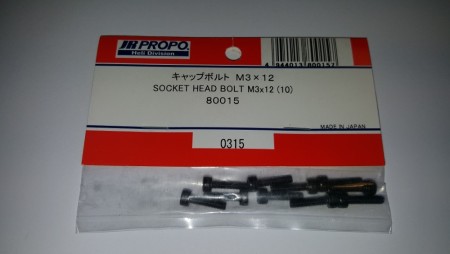 JR PROPO
Heli Division
キャップボルト M3×12
SOCKET HEAD BOLT M3x12 (10)
80015
MADE IN JAPAN
0315